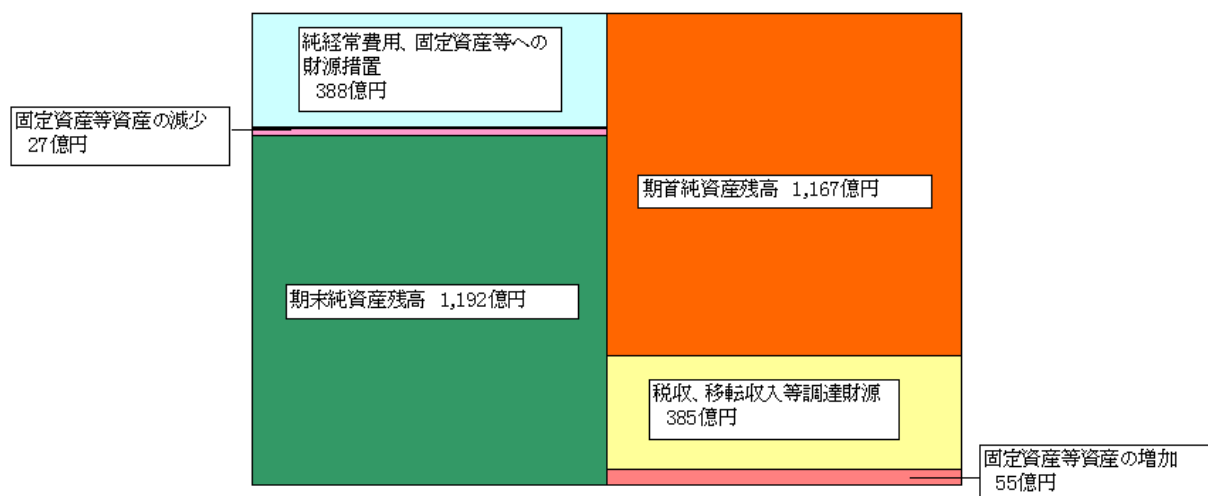 純経常費用、固定資産等への
財源措置
388億円
固定資産等資産の減少
27億円
期首純資産残高 1,167億円
期末純資産残高 1,192億円
税収、移転収入等調達財源
385億円
固定資産等資産の増加
55億円